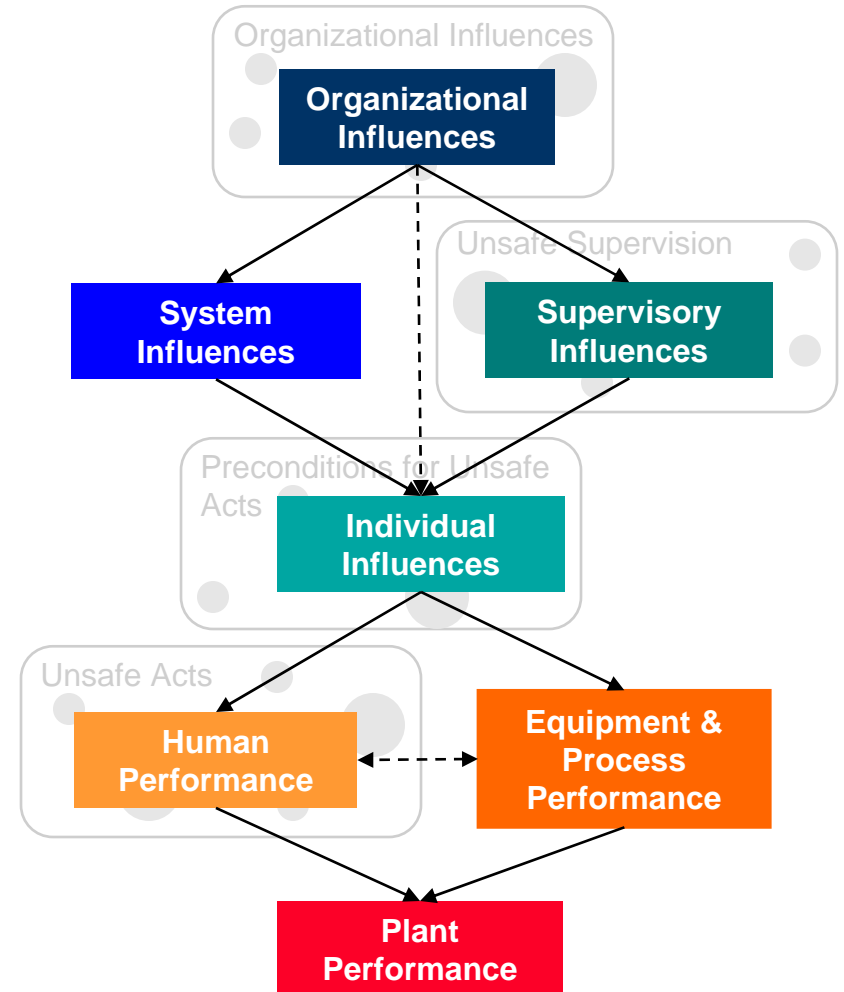 Organizational Influences
Organizational
Influences
Unsafe Supervision
System
Influences
Supervisory
Influences
Preconditions for Unsafe
Acts
Individual
Influences
Unsafe Acts
Human
Performance
Equipment &
Process
Performance
Plant
Performance